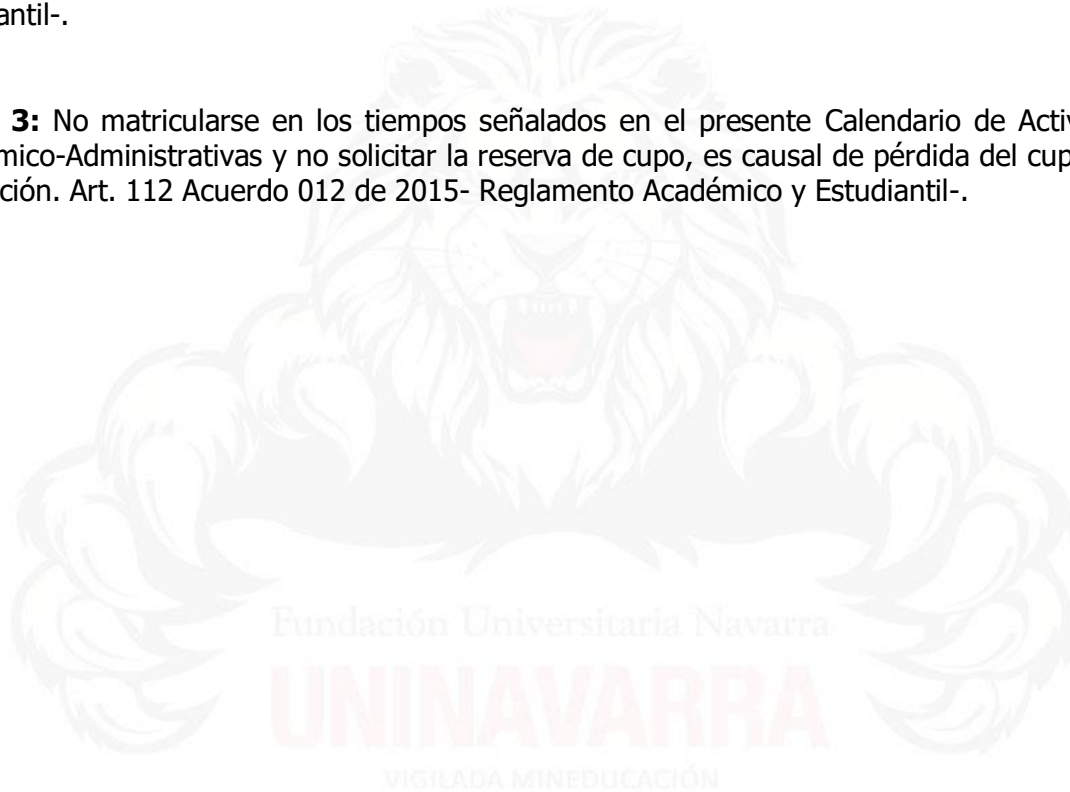 antil-.
3: No matricularse en los tiempos señalados en el presente Calendario de Activ
mico-Administrativas y no solicitar la reserva de cupo, es causal de pérdida del cup
ción. Art. 112 Acuerdo 012 de 2015- Reglamento Académico y Estudiantil-.
Fundación Universitaria Navarra
UNINAVARRA
VIGILADA MINEDUCACIÓN